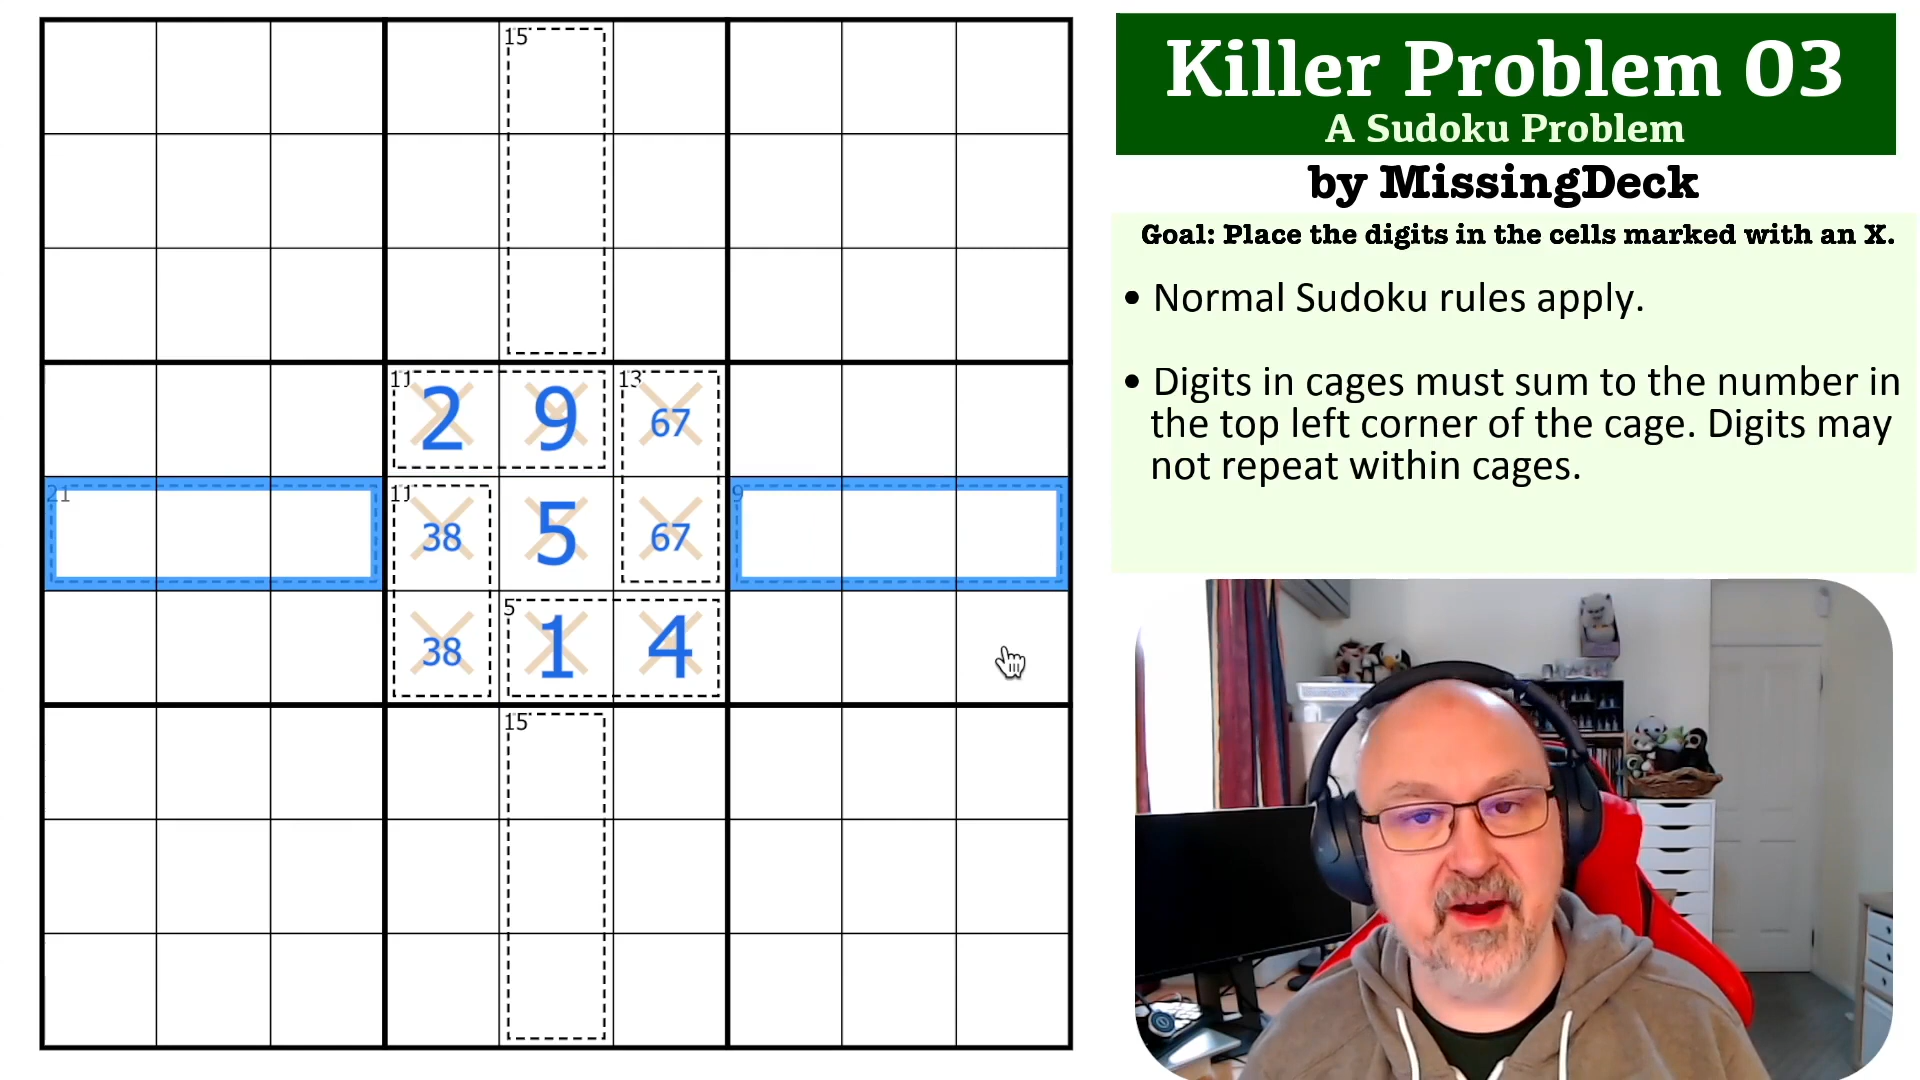 Killer Problem 03
A Sudoku Problem
by MissingDeck
Goal: Place the digits in the cells marked with an X.
• Normal Sudoku rules apply.
• Digits in cages must sum to the number in
the top left corner of the cage. Digits may
not repeat within cages.
15
11 13
2 9 67
21 11 9
38 5 67
5
38 1 4
15